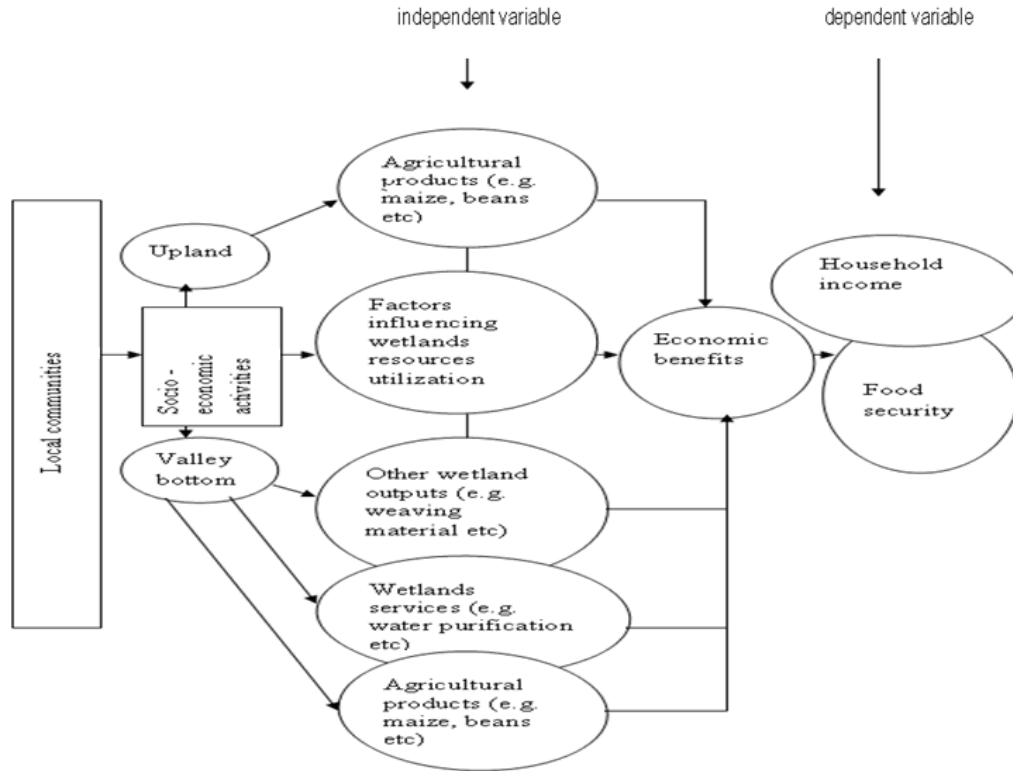 independent variable
dependent variable
Agricultural
products (e.g.
maize, beans
etc)
Upland
Household
income
Factors
influencing
wetlands
resources
utilization
Economic
benefits
Local communities
Socio -
economic
activities
Food
security
Valley
bottom
Other wetland
outputs (e.g.
weaving
material etc)
Wetlands
services (e.g.
water purification
etc)
Agricultural
products (e.g.
maize, beans
etc)